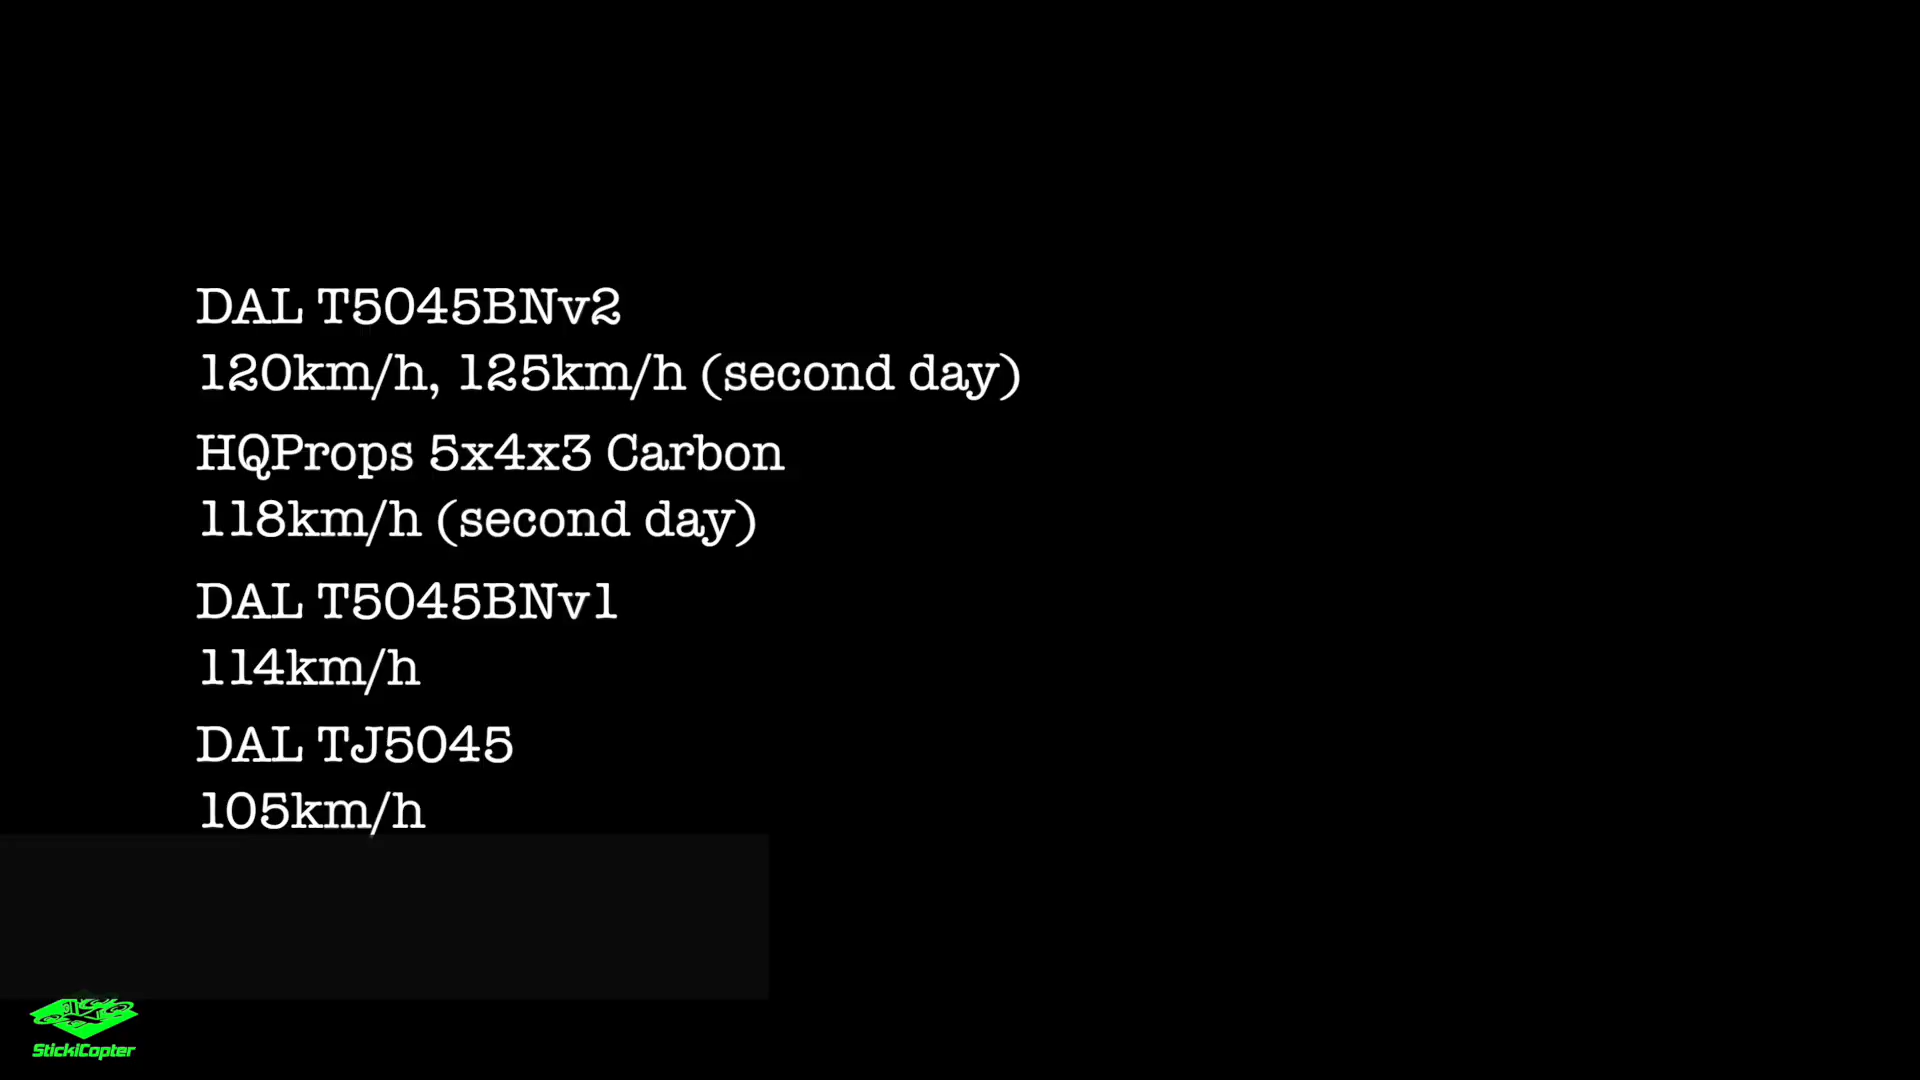 DAL T5045BNv2
120km/h, 125km/h (second day)
HQProps 5x4x3 Carbon
118km/h (second day)
DAL T5045BNv1
114km/h
DAL TJ5045
105km/h
StickiCopter